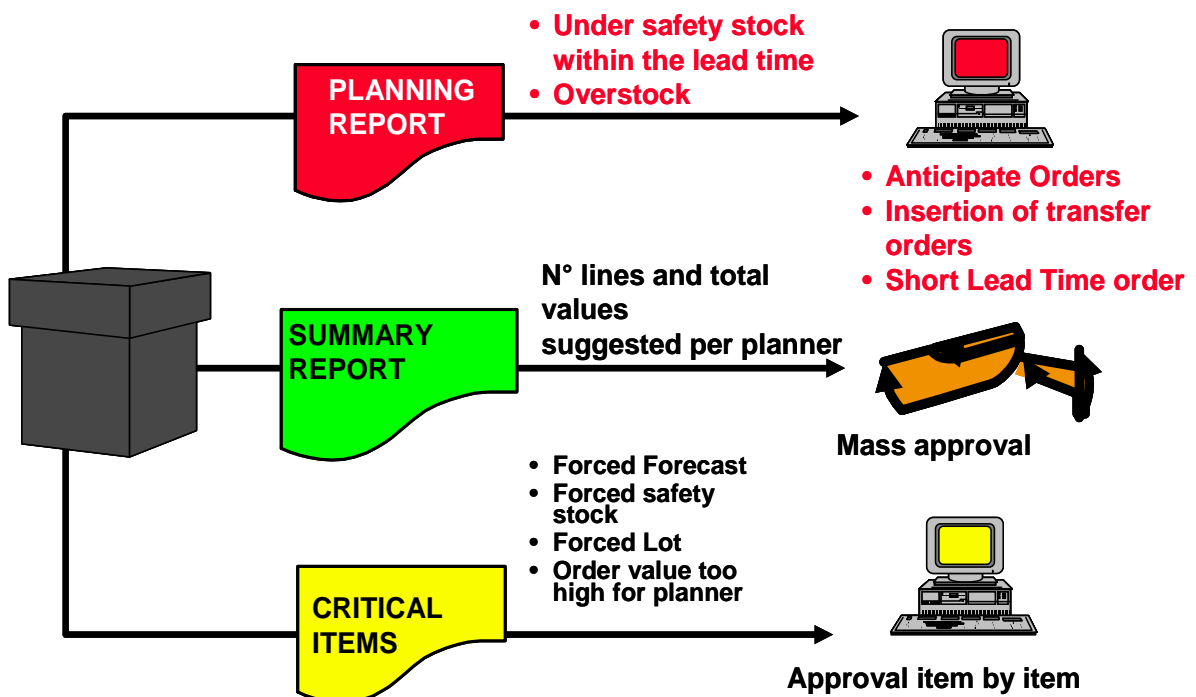 • Under safety stock
within the lead time
• Overstock
PLANNING
REPORT
• Anticipate Orders
• Insertion of transfer
orders
• Short Lead Time order
N° lines and total
values
suggested per planner
SUMMARY
REPORT
Mass approval
• Forced Forecast
• Forced safety
stock
• Forced Lot
• Order value too
high for planner
CRITICAL
ITEMS
Approval item by item